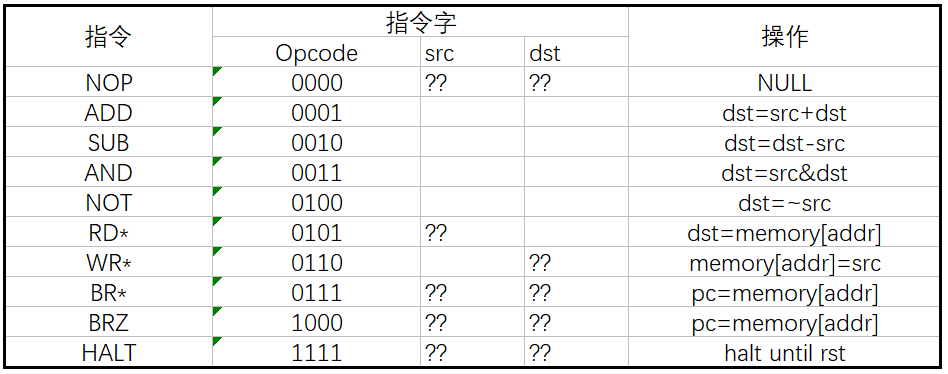 指令 指令字 操作
Opcode src dst
NOP 0000 ?? ?? NULL
ADD 0001 dst=src+dst
SUB 0010 dst=dst-src
AND 0011 dst=src&dst
NOT 0100 dst=~src
RD* 0101 ?? dst=memory[addr]
WR* 0110 ?? memory[addr]=src
BR* 0111 ?? ?? pc=memory[addr]
BRZ 1000 ?? ?? pc=memory[addr]
HALT 1111 ?? ?? halt until rst